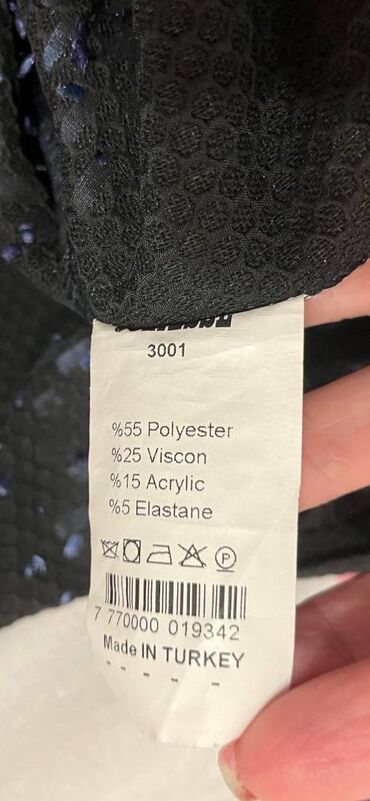 3001
%55 Polyester
%25 Viscon
%15 Acrylic
%5 Elastane
P
7 770000 019342
Made IN TURKEY